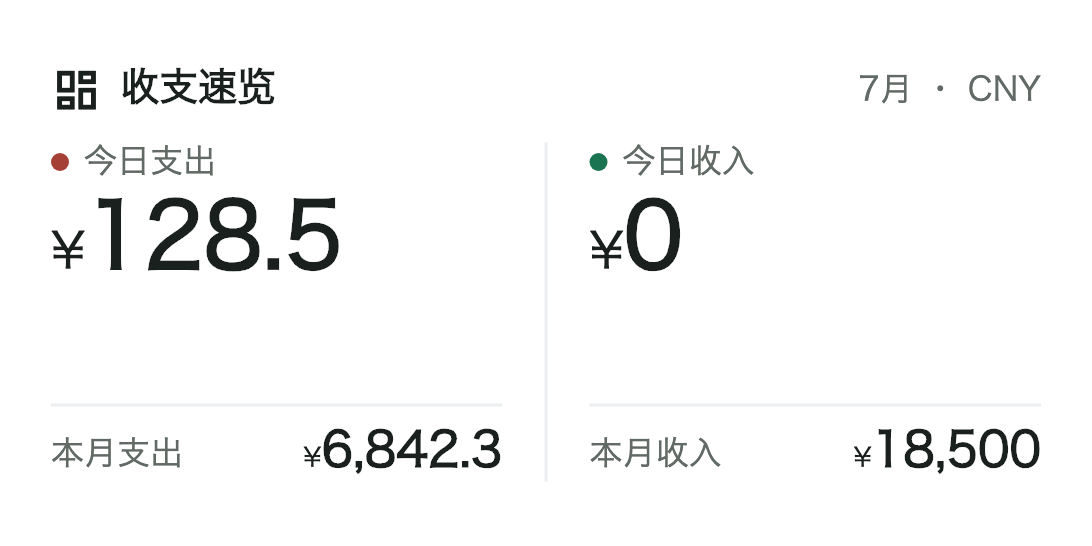 收支速览
7月 · CNY
今日支出
¥128.5
今日收入
¥0
本月支出 ¥6,842.3
本月收入 ¥18,500